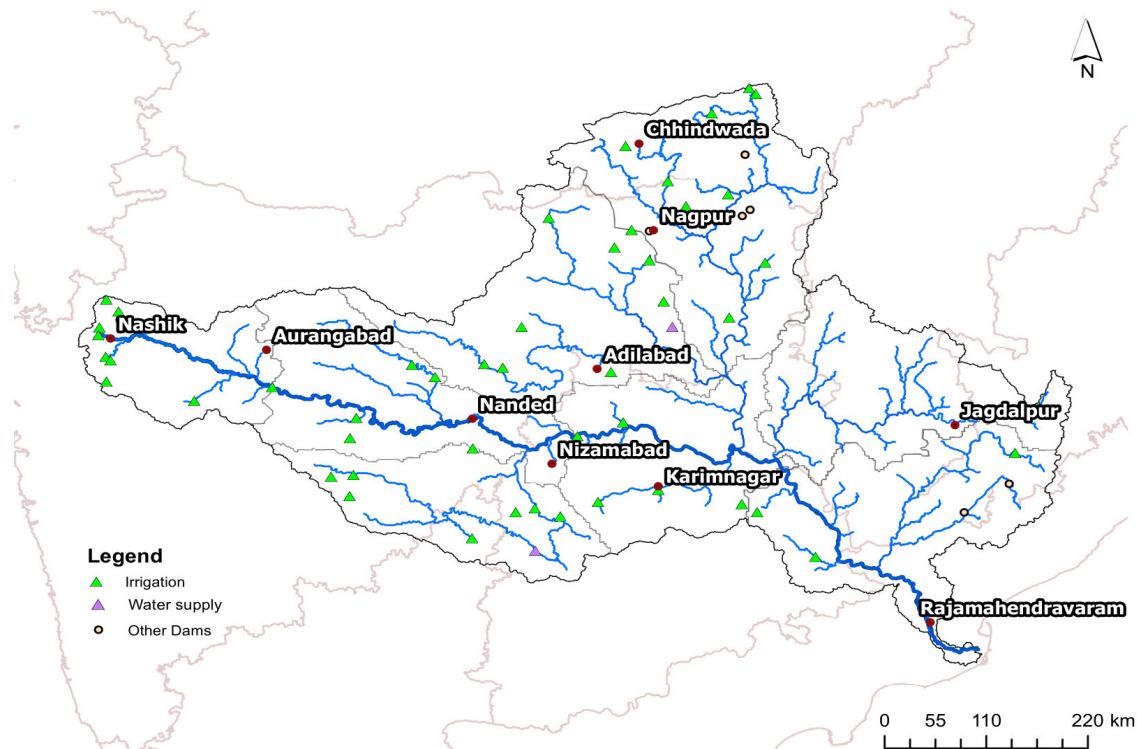 N
Chhindwada
Nagpur
Nashik
Aurangabad
Adilabad
Nanded
Jagdalpur
Nizamabad
Karimnagar
Legend
Irrigation
Water supply
Other Dams
Rajamahendravaram
0 55 110 220 km